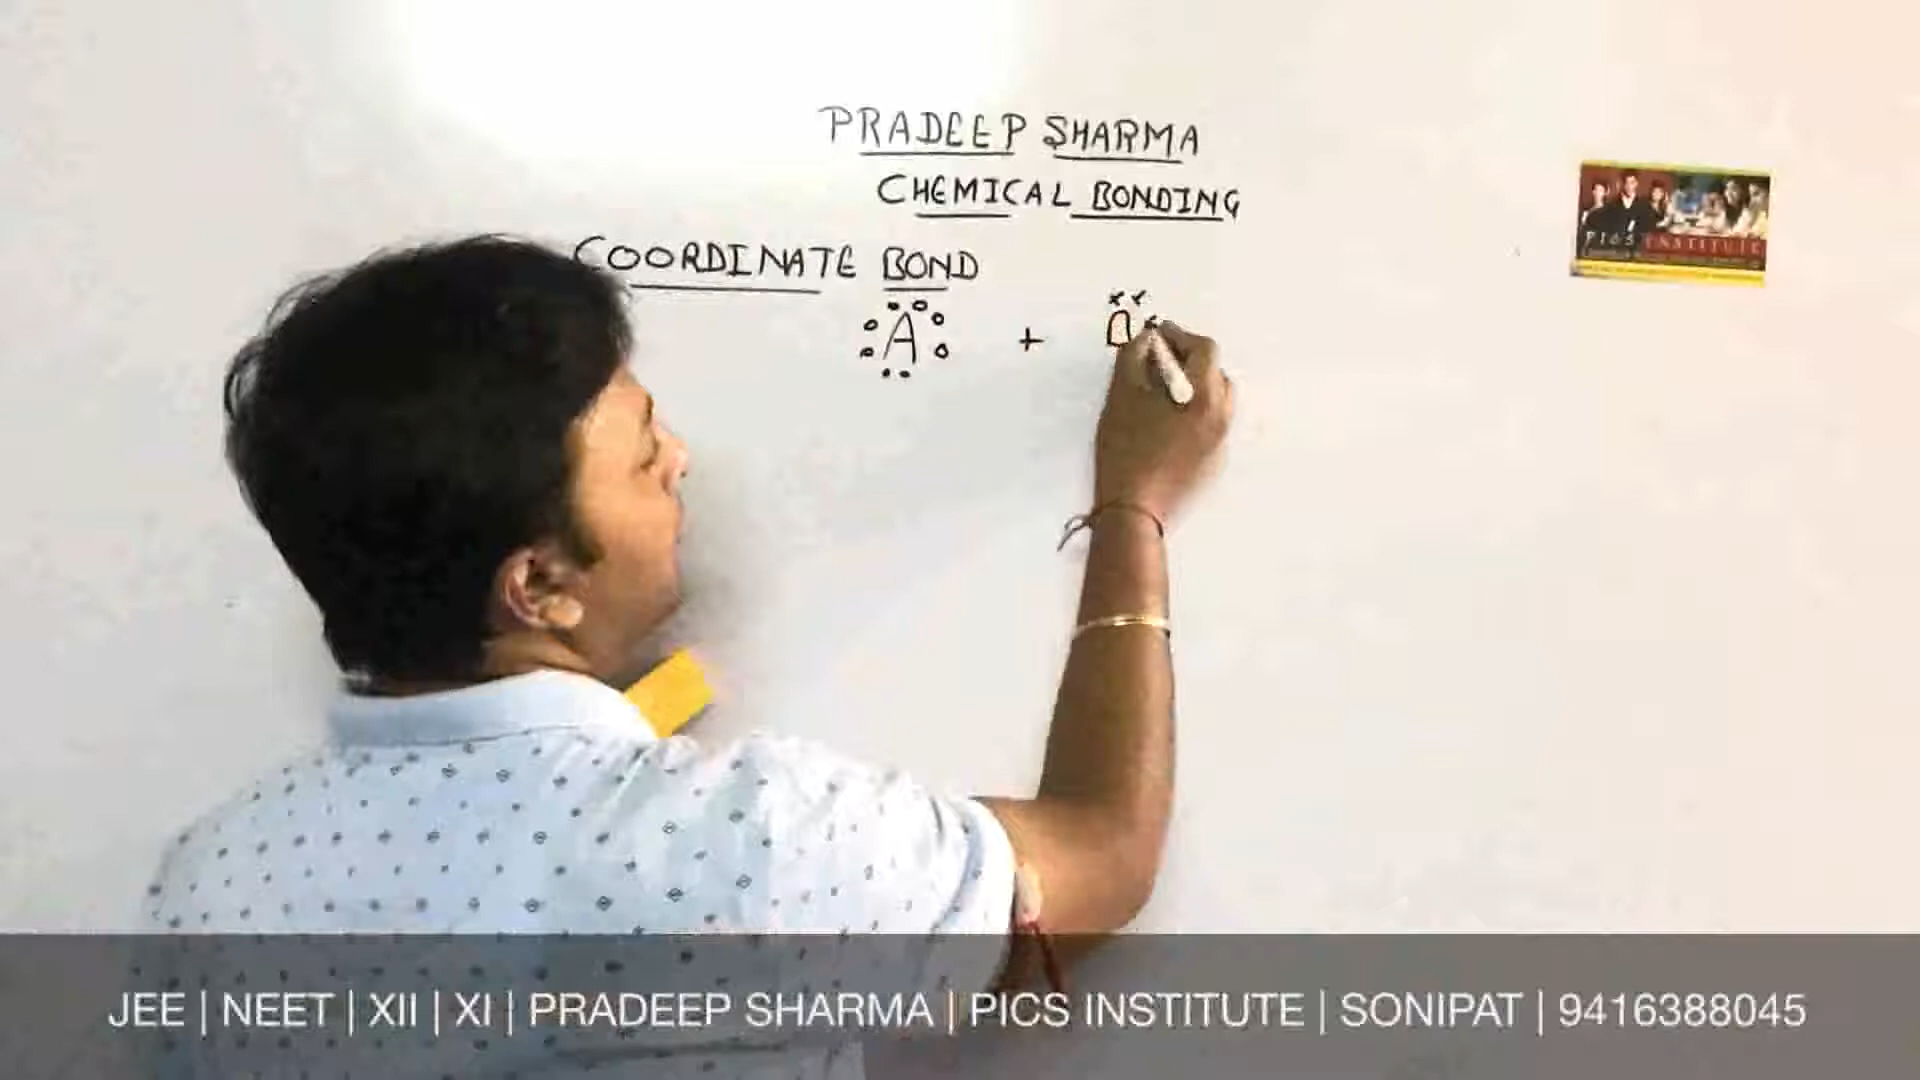 PRADEEP SHARMA
CHEMICAL BONDING
COORDINATE BOND
A +
PICS INSTITUTE
JEE | NEET | XII | XI | PRADEEP SHARMA | PICS INSTITUTE | SONIPAT | 9416388045